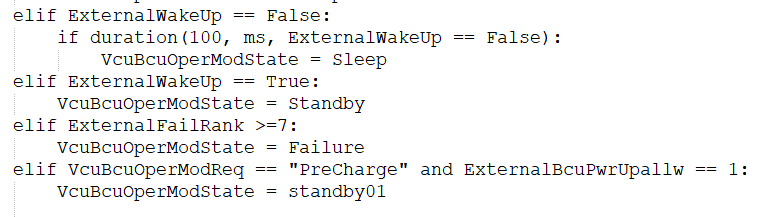 elif ExternalWakeUp == False:
    if duration(100, ms, ExternalWakeUp == False):
        VcuBcuOperModState = Sleep
elif ExternalWakeUp == True:
    VcuBcuOperModState = Standby
elif ExternalFailRank >=7:
    VcuBcuOperModState = Failure
elif VcuBcuOperModReq == "PreCharge" and ExternalBcuPwrUpallw == 1:
    VcuBcuOperModState = standby01